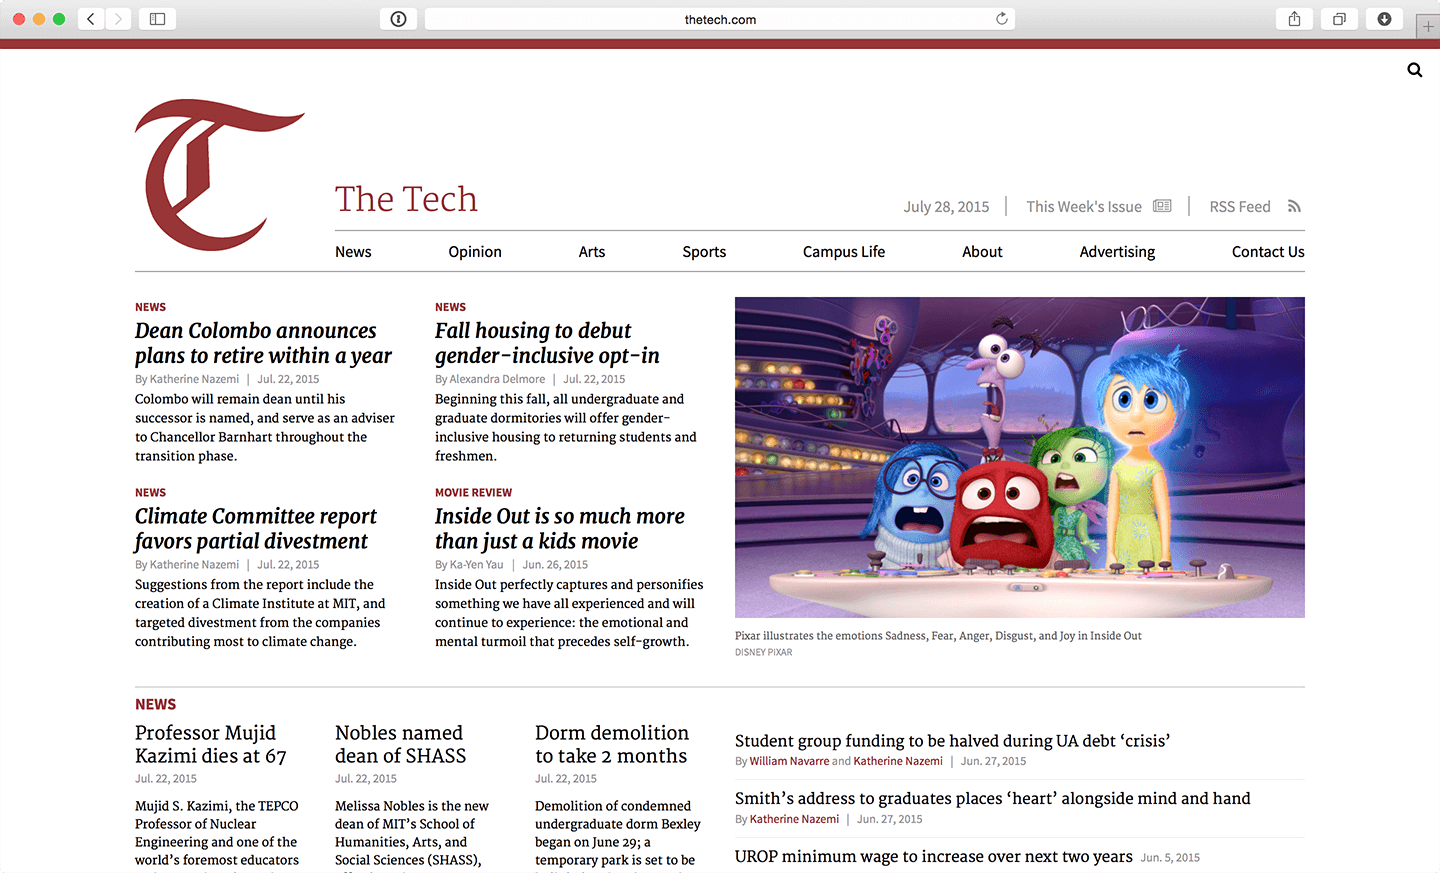 thetech.com
The Tech
July 28, 2015 | This Week's Issue | RSS Feed
News Opinion Arts Sports Campus Life About Advertising Contact Us
NEWS
Dean Colombo announces
plans to retire within a year
By Katherine Nazemi | Jul. 22, 2015
Colombo will remain dean until his
successor is named, and serve as an adviser
to Chancellor Barnhart throughout the
transition phase.
NEWS
Fall housing to debut
gender-inclusive opt-in
By Alexandra Delmore | Jul. 22, 2015
Beginning this fall, all undergraduate and
graduate dormitories will offer gender-
inclusive housing to returning students and
freshmen.
NEWS
Climate Committee report
favors partial divestment
By Katherine Nazemi | Jul. 22, 2015
Suggestions from the report include the
creation of a Climate Institute at MIT, and
targeted divestment from the companies
contributing most to climate change.
MOVIE REVIEW
Inside Out is so much more
than just a kids movie
By Ka-Yen Yau | Jun. 26, 2015
Inside Out perfectly captures and personifies
something we have all experienced and will
continue to experience: the emotional and
mental turmoil that precedes self-growth.
Pixar illustrates the emotions Sadness, Fear, Anger, Disgust, and Joy in Inside Out
DISNEY PIXAR
NEWS
Professor Mujid
Kazimi dies at 67
Jul. 22, 2015
Mujid S. Kazimi, the TEPCO
Professor of Nuclear
Engineering and one of the
world's foremost educators
Nobles named
dean of SHASS
Jul. 22, 2015
Melissa Nobles is the new
dean of MIT's School of
Humanities, Arts, and
Social Sciences (SHASS),
Dorm demolition
to take 2 months
Jul. 22, 2015
Demolition of condemned
undergraduate dorm Bexley
began on June 29; a
temporary park is set to be
Student group funding to be halved during UA debt ‘crisis’
By William Navarre and Katherine Nazemi | Jun. 27, 2015
Smith’s address to graduates places ‘heart’ alongside mind and hand
By Katherine Nazemi | Jun. 27, 2015
UROP minimum wage to increase over next two years Jun. 5, 2015